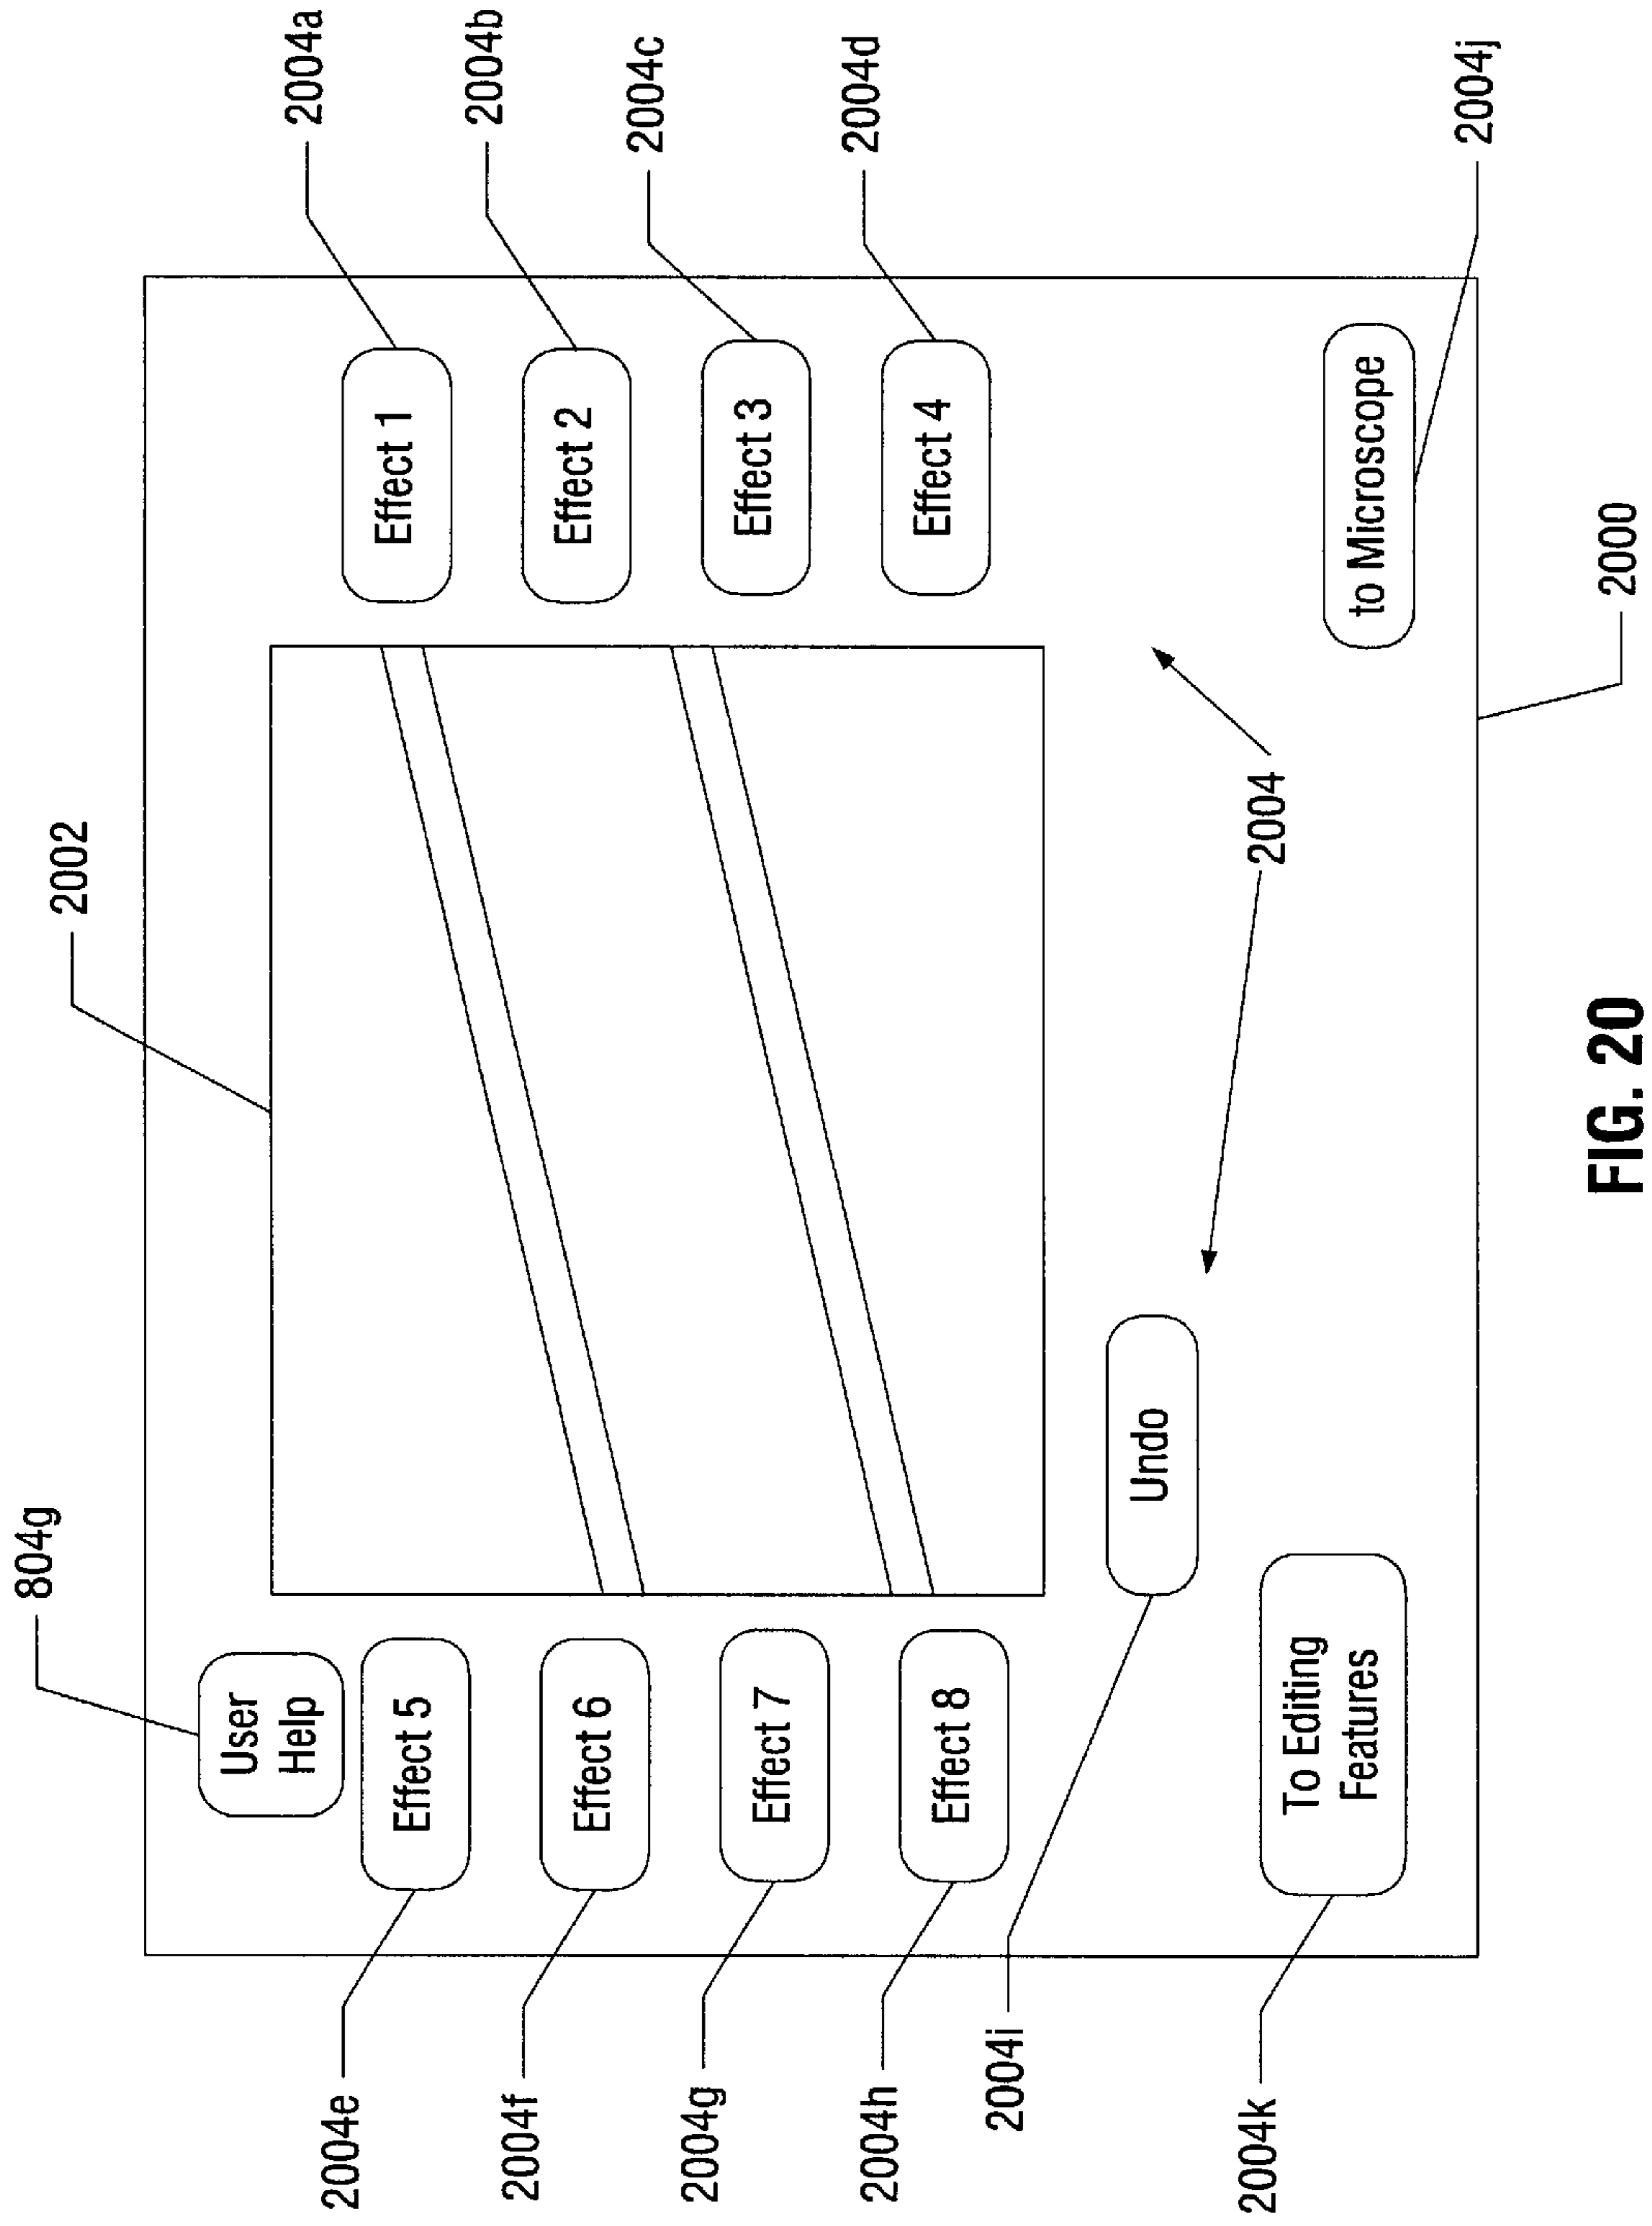 804g
2002
User
Help
2004e
Effect 5
Effect 1
2004a
2004f
Effect 6
Effect 2
2004b
2004g
Effect 7
Effect 3
2004c
2004h
Effect 8
Effect 4
2004d
2004i
Undo
2004
2004k
To Editing
Features
to Microscope
2004j
2000
FIG. 20